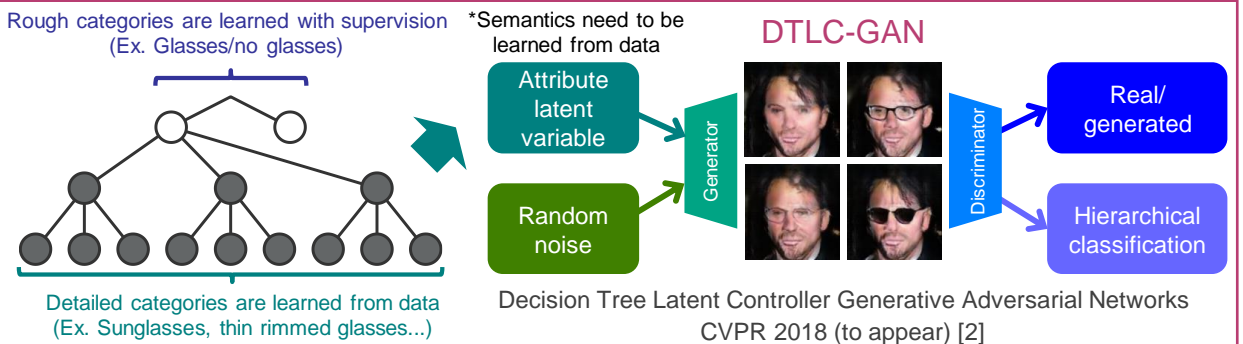 Rough categories are learned with supervision
(Ex. Glasses/no glasses)
*Semantics need to be
learned from data
DTLC-GAN
Attribute
latent
variable
Random
noise
Generator
Discriminator
Real/
generated
Hierarchical
classification
Detailed categories are learned from data
(Ex. Sunglasses, thin rimmed glasses...)
Decision Tree Latent Controller Generative Adversarial Networks
CVPR 2018 (to appear) [2]